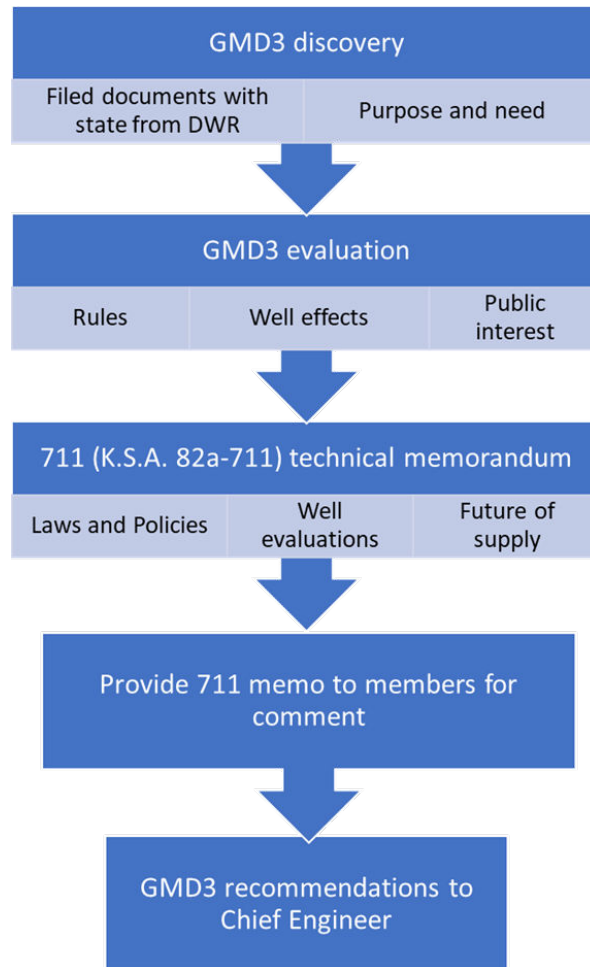 GMD3 discovery
Filed documents with
state from DWR
Purpose and need
GMD3 evaluation
Rules
Well effects
Public
interest
711 (K.S.A. 82a-711) technical memorandum
Laws and Policies
Well
evaluations
Future of
supply
Provide 711 memo to members for
comment
GMD3 recommendations to
Chief Engineer